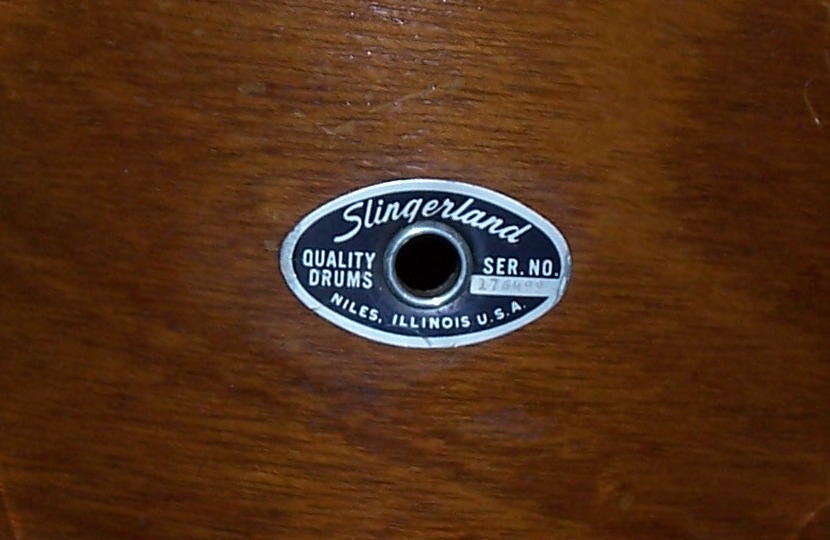 Slingerland
QUALITY
DRUMS
SER. NO.
NILES, ILLINOIS U.S.A.